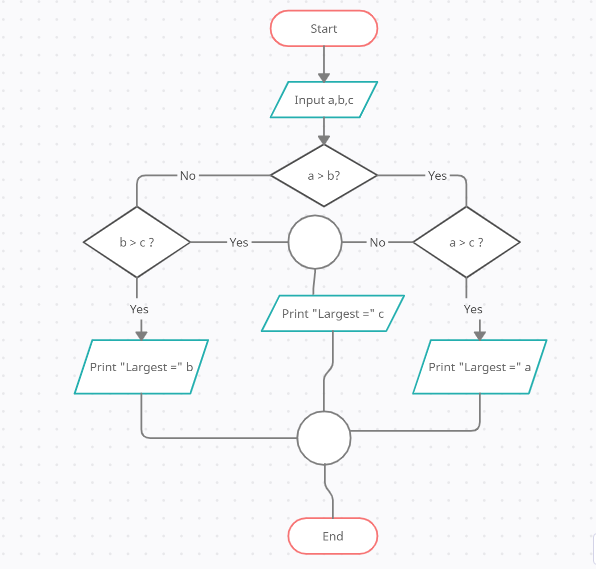 Start
Input a,b,c
a > b?
No
Yes
b > c ?
Yes
No
a > c ?
Yes
Yes
Print "Largest =" c
Print "Largest =" b
Print "Largest =" a
End